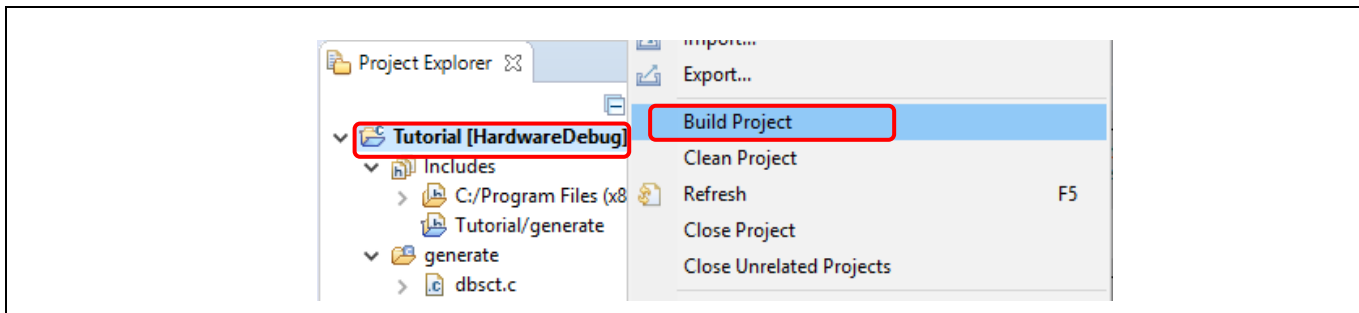 Import...
Project Explorer
Export...
Build Project
Tutorial [HardwareDebug]
Clean Project
Includes
C:/Program Files (x8
Refresh F5
Tutorial/generate
Close Project
generate
Close Unrelated Projects
dbsct.c